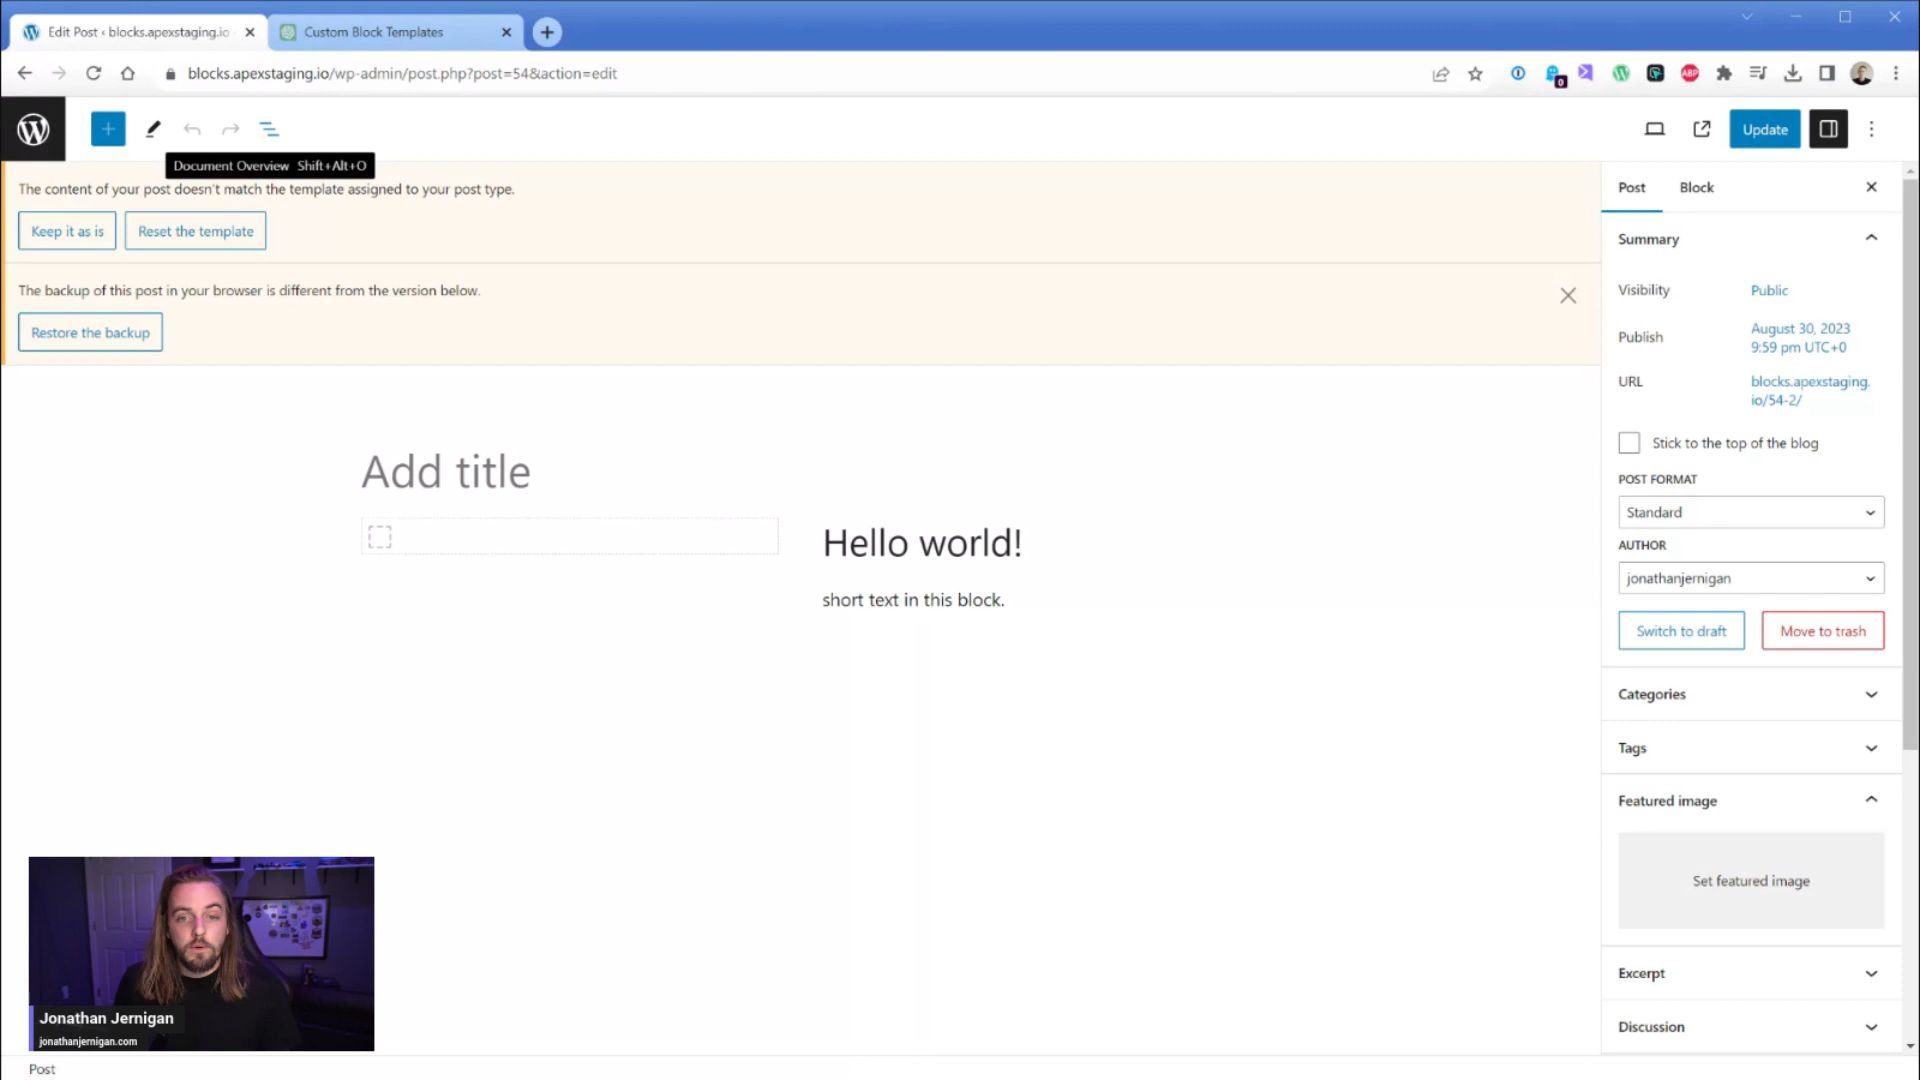 Edit Post ‹ blocks.apexstaging.io
Custom Block Templates
blocks.apexstaging.io/wp-admin/post.php?post=54&action=edit
ABP
0
Update
Document Overview Shift+Alt+O
The content of your post doesn't match the template assigned to your post type.
Keep it as is
Reset the template
The backup of this post in your browser is different from the version below.
Restore the backup
Add title
Hello world!
short text in this block.
Post
Block
Summary
Visibility
Public
Publish
August 30, 2023
9:59 pm UTC+0
URL
blocks.apexstaging.
io/54-2/
Stick to the top of the blog
POST FORMAT
Standard
AUTHOR
jonathanjernigan
Switch to draft
Move to trash
Categories
Tags
Featured image
Set featured image
Excerpt
Discussion
Jonathan Jernigan
jonathanjernigan.com
Post